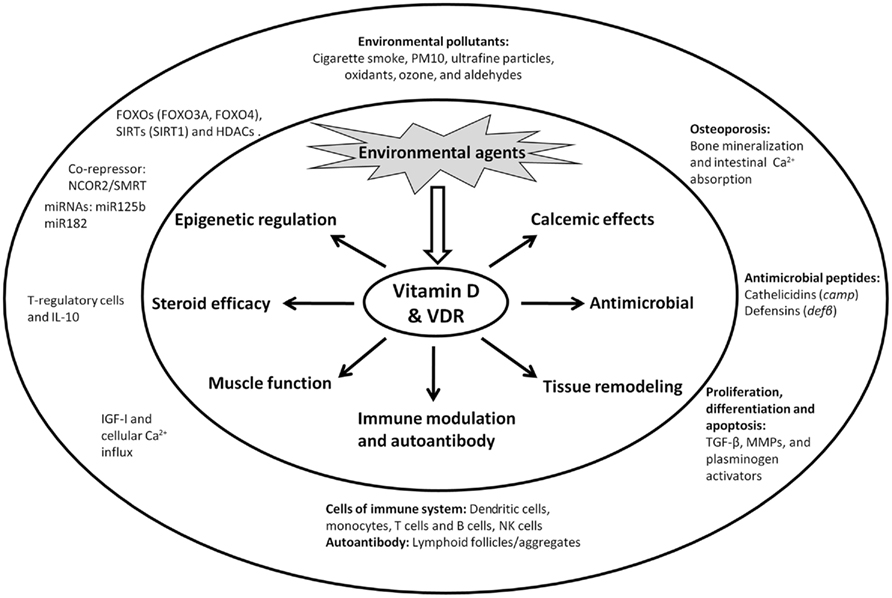 Environmental pollutants:
Cigarette smoke, PM10, ultrafine particles,
oxidants, ozone, and aldehydes
FOXOs (FOXO3A, FOXO4),
SIRTs (SIRT1) and HDACs .
Environmental agents
Osteoporosis:
Bone mineralization
and intestinal Ca²⁺
absorption
Co-repressor:
NCOR2/SMRT
miRNAs: miR125b
miR182
Epigenetic regulation
Calcemic effects
T-regulatory cells
and IL-10
Steroid efficacy
Vitamin D
& VDR
Antimicrobial
Antimicrobial peptides:
Cathelicidins (camp)
Defensins (defβ)
Muscle function
Immune modulation
and autoantibody
Tissue remodeling
Proliferation,
differentiation and
apoptosis:
TGF-β, MMPs, and
plasminogen
activators
IGF-I and
cellular Ca²⁺
influx
Cells of immune system: Dendritic cells,
monocytes, T cells and B cells, NK cells
Autoantibody: Lymphoid follicles/aggregates